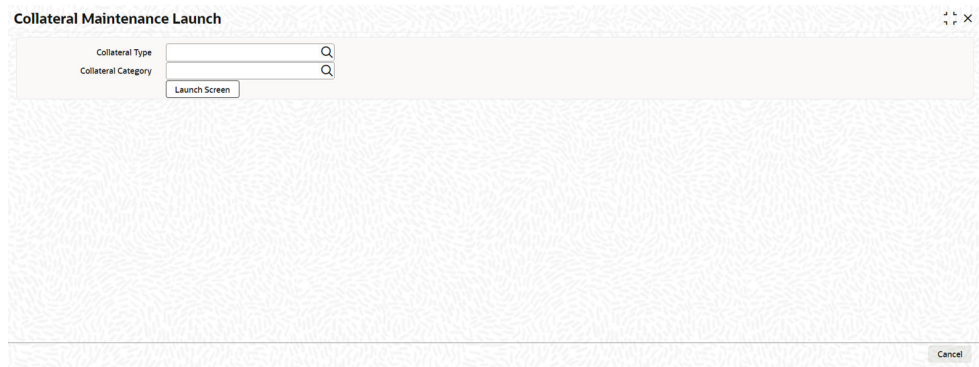 Collateral Maintenance Launch
Collateral Type
Collateral Category
Launch Screen
Cancel